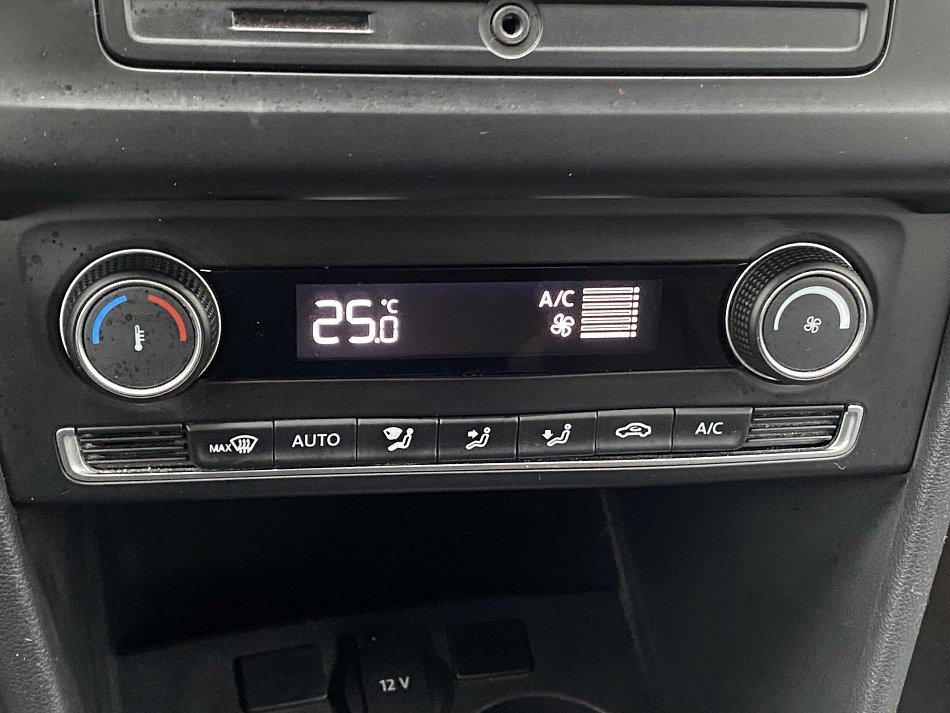 25.0 °C
A/C
MAX
AUTO
A/C
12 V